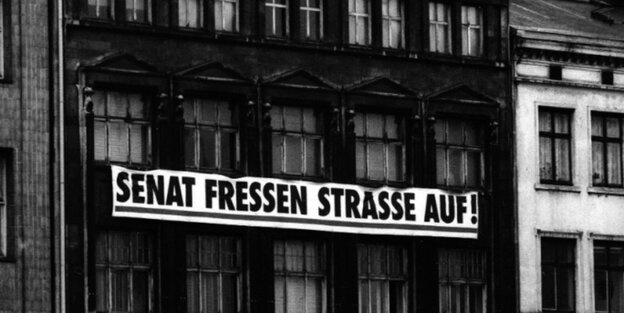 SENAT FRESSEN STRASSE AUF!